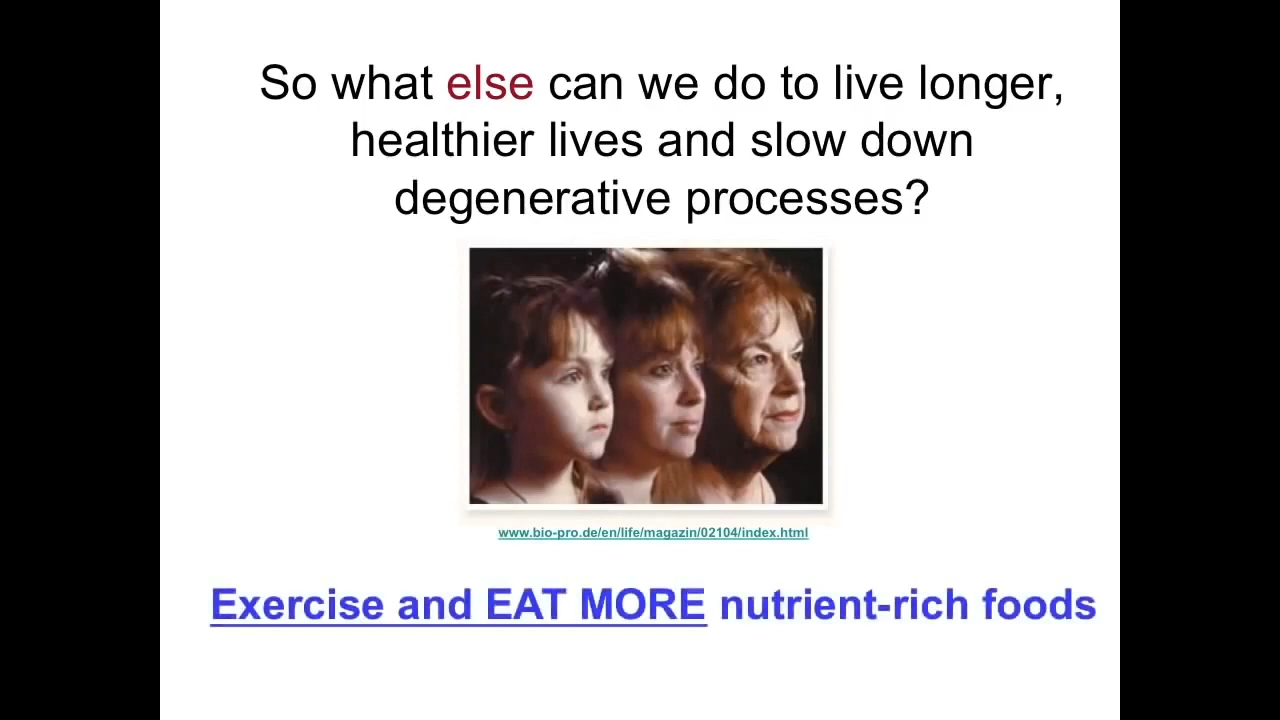 So what else can we do to live longer,
healthier lives and slow down
degenerative processes?
www.bio-pro.de/en/life/magazin/02104/index.html
Exercise and EAT MORE nutrient-rich foods